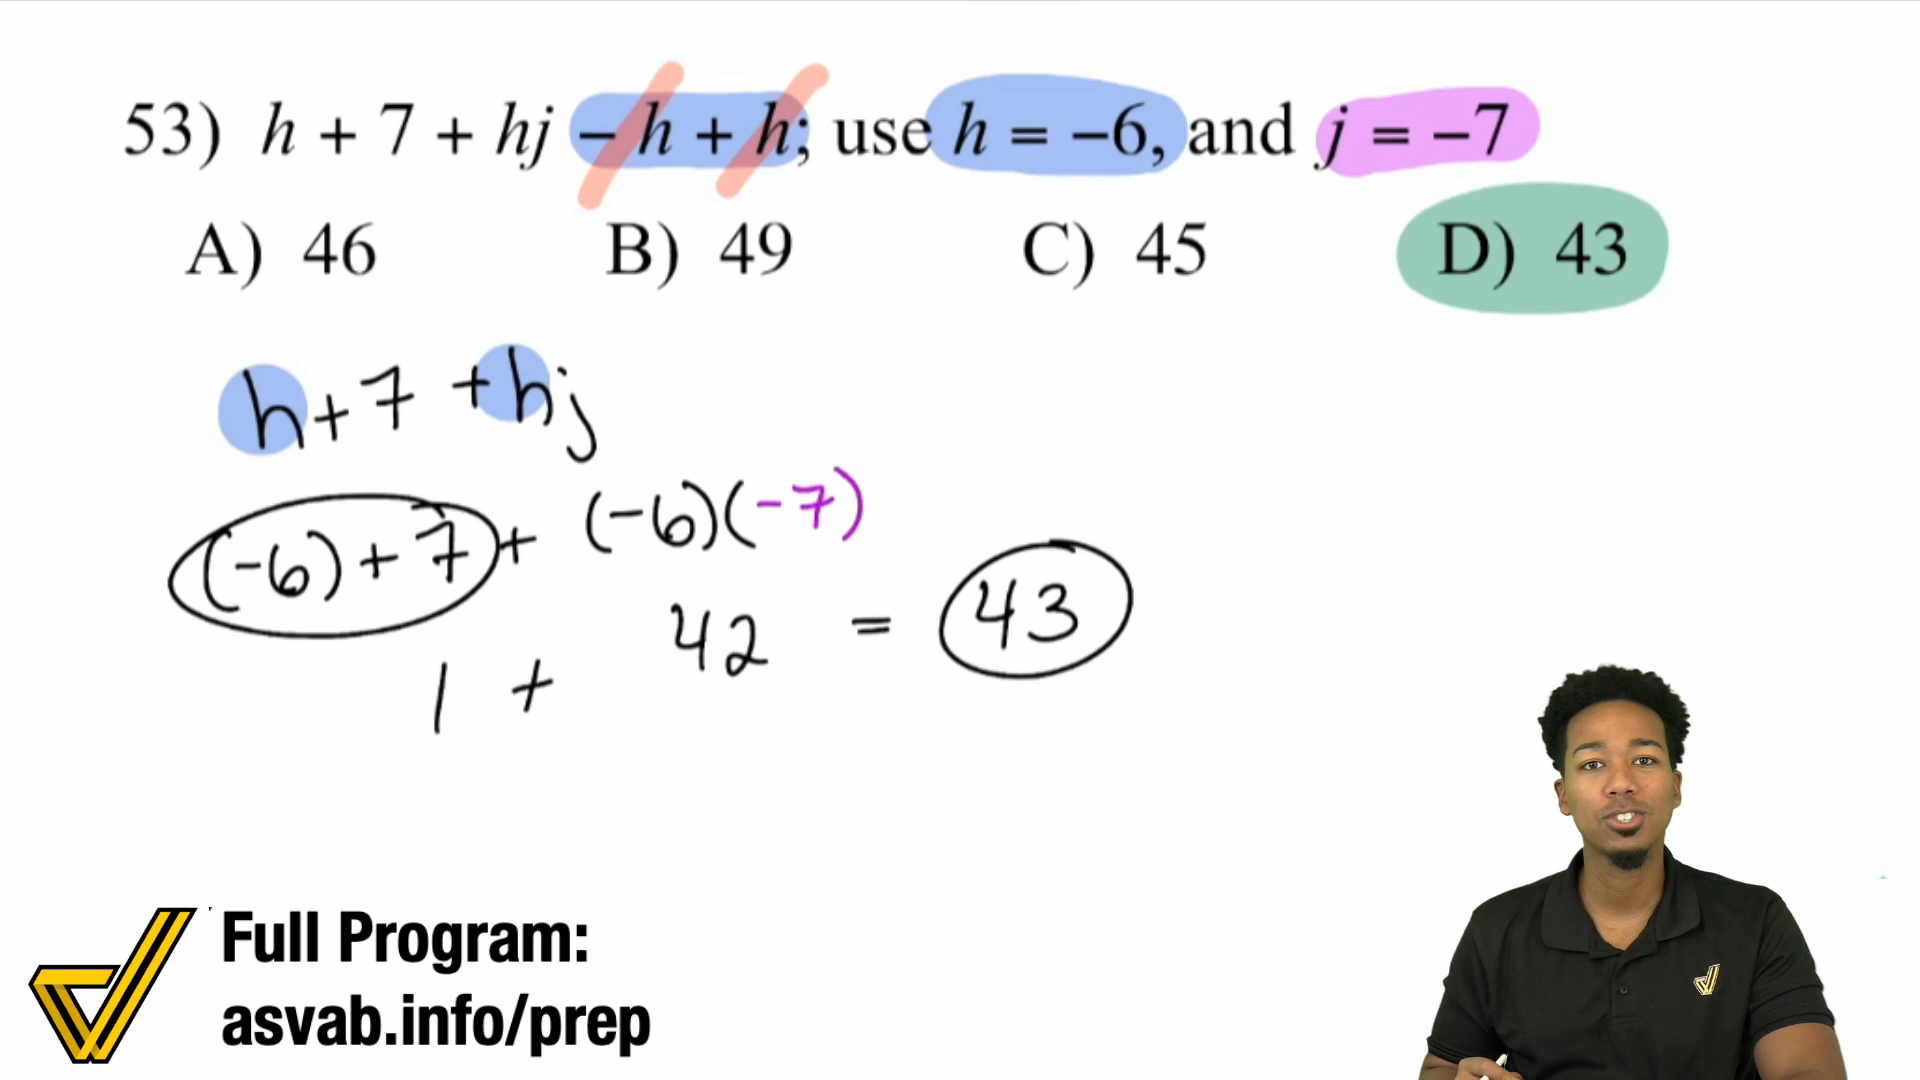 53) h + 7 + hj − h + h; use h = −6, and j = −7
A) 46 B) 49 C) 45 D) 43
h + 7 + hj
(-6) + 7 + (-6)(-7)
1 + 42 = 43
Full Program:
asvab.info/prep